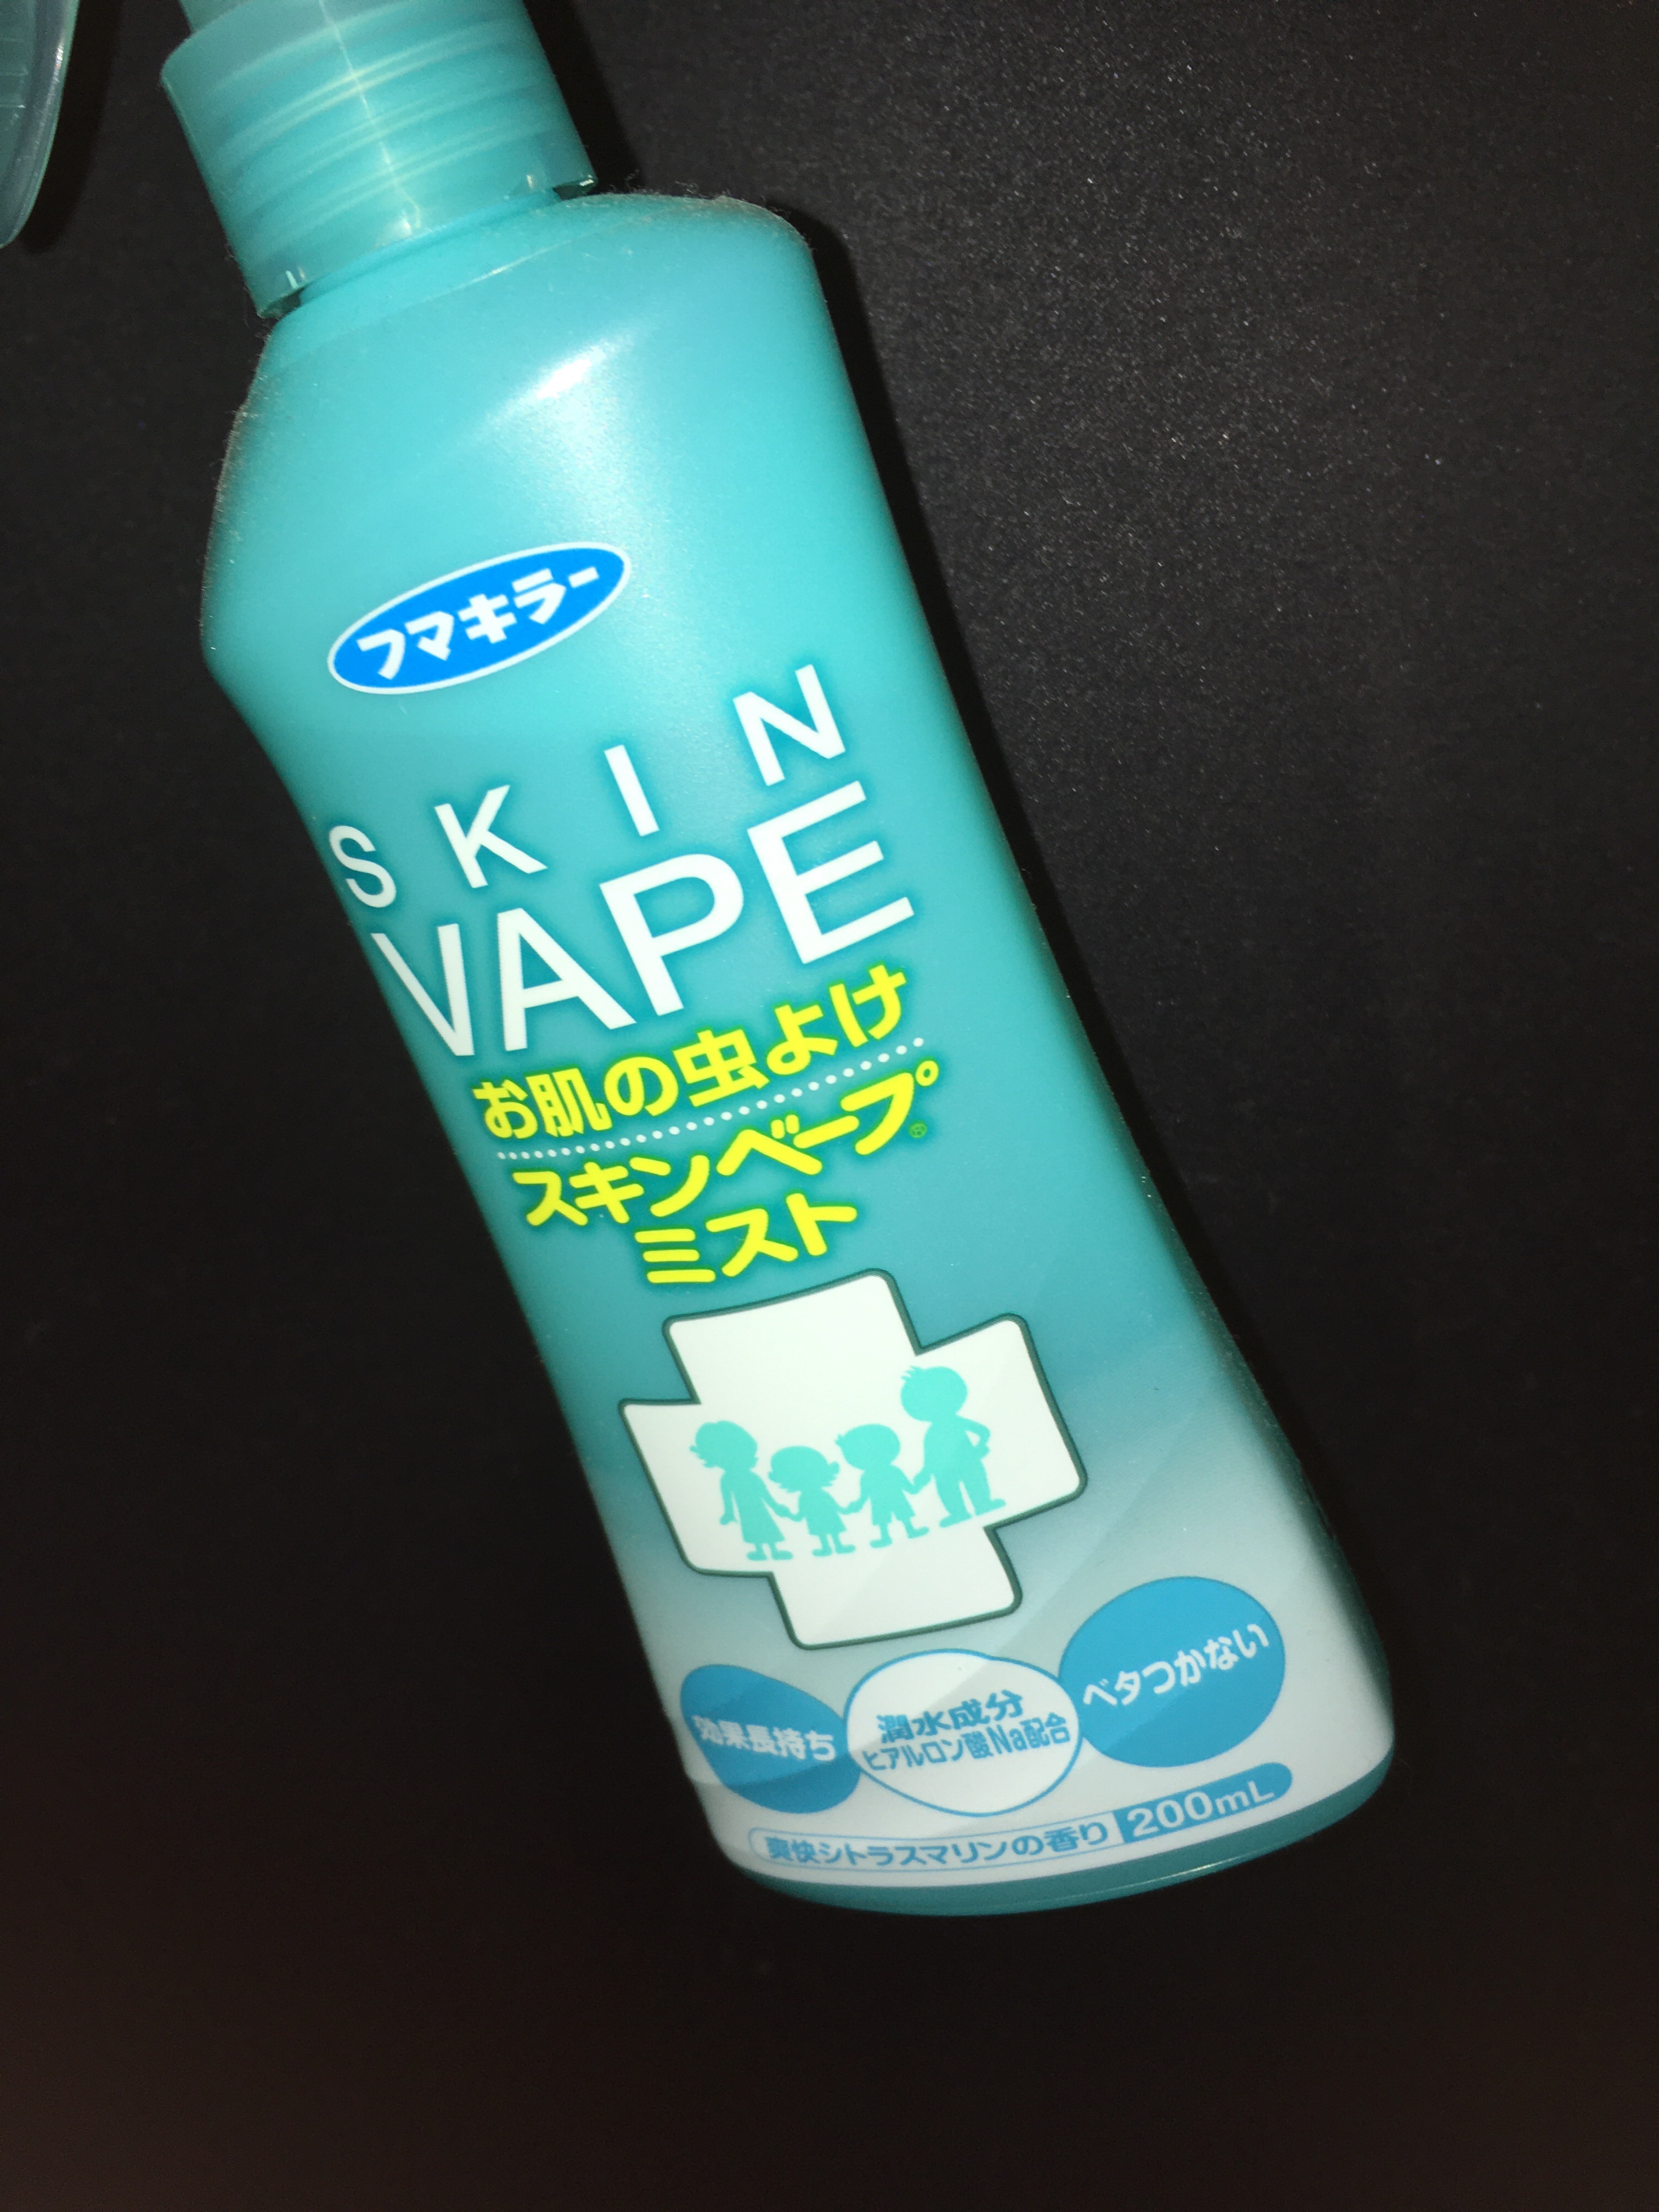 フマキラー
SKIN
VAPE
お肌の虫よけ
スキンベープ®
ミスト
効果長持ち
潤水成分
ヒアルロン酸Na配合
ベタつかない
爽快シトラスマリンの香り 200mL